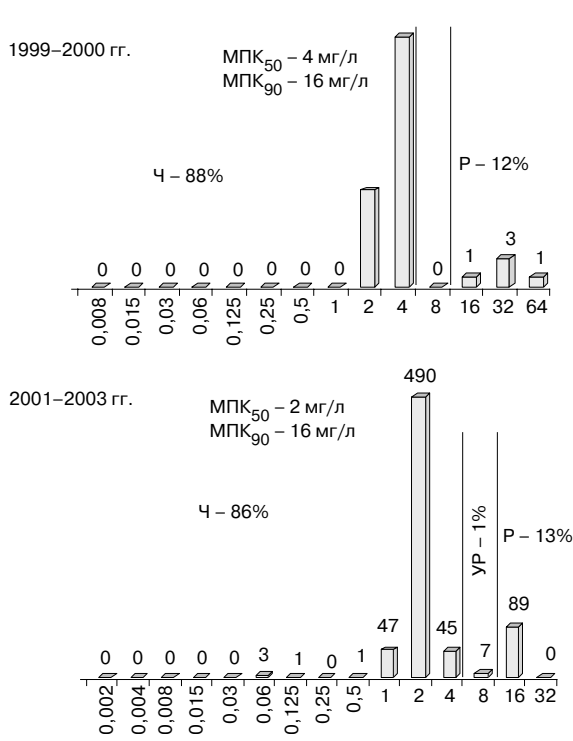 1999–2000 гг.
МПК50 – 4 мг/л
МПК90 – 16 мг/л
Ч – 88%
Р – 12%
0 0 0 0 0 0 0 0 0 1 3 1
0,008 0,015 0,03 0,06 0,125 0,25 0,5 1 2 4 8 16 32 64
2001–2003 гг.
МПК50 – 2 мг/л
МПК90 – 16 мг/л
Ч – 86%
УР – 1%
Р – 13%
0 0 0 0 0 3 1 0 1 47 490 45 7 89 0
0,002 0,004 0,008 0,015 0,03 0,06 0,125 0,25 0,5 1 2 4 8 16 32